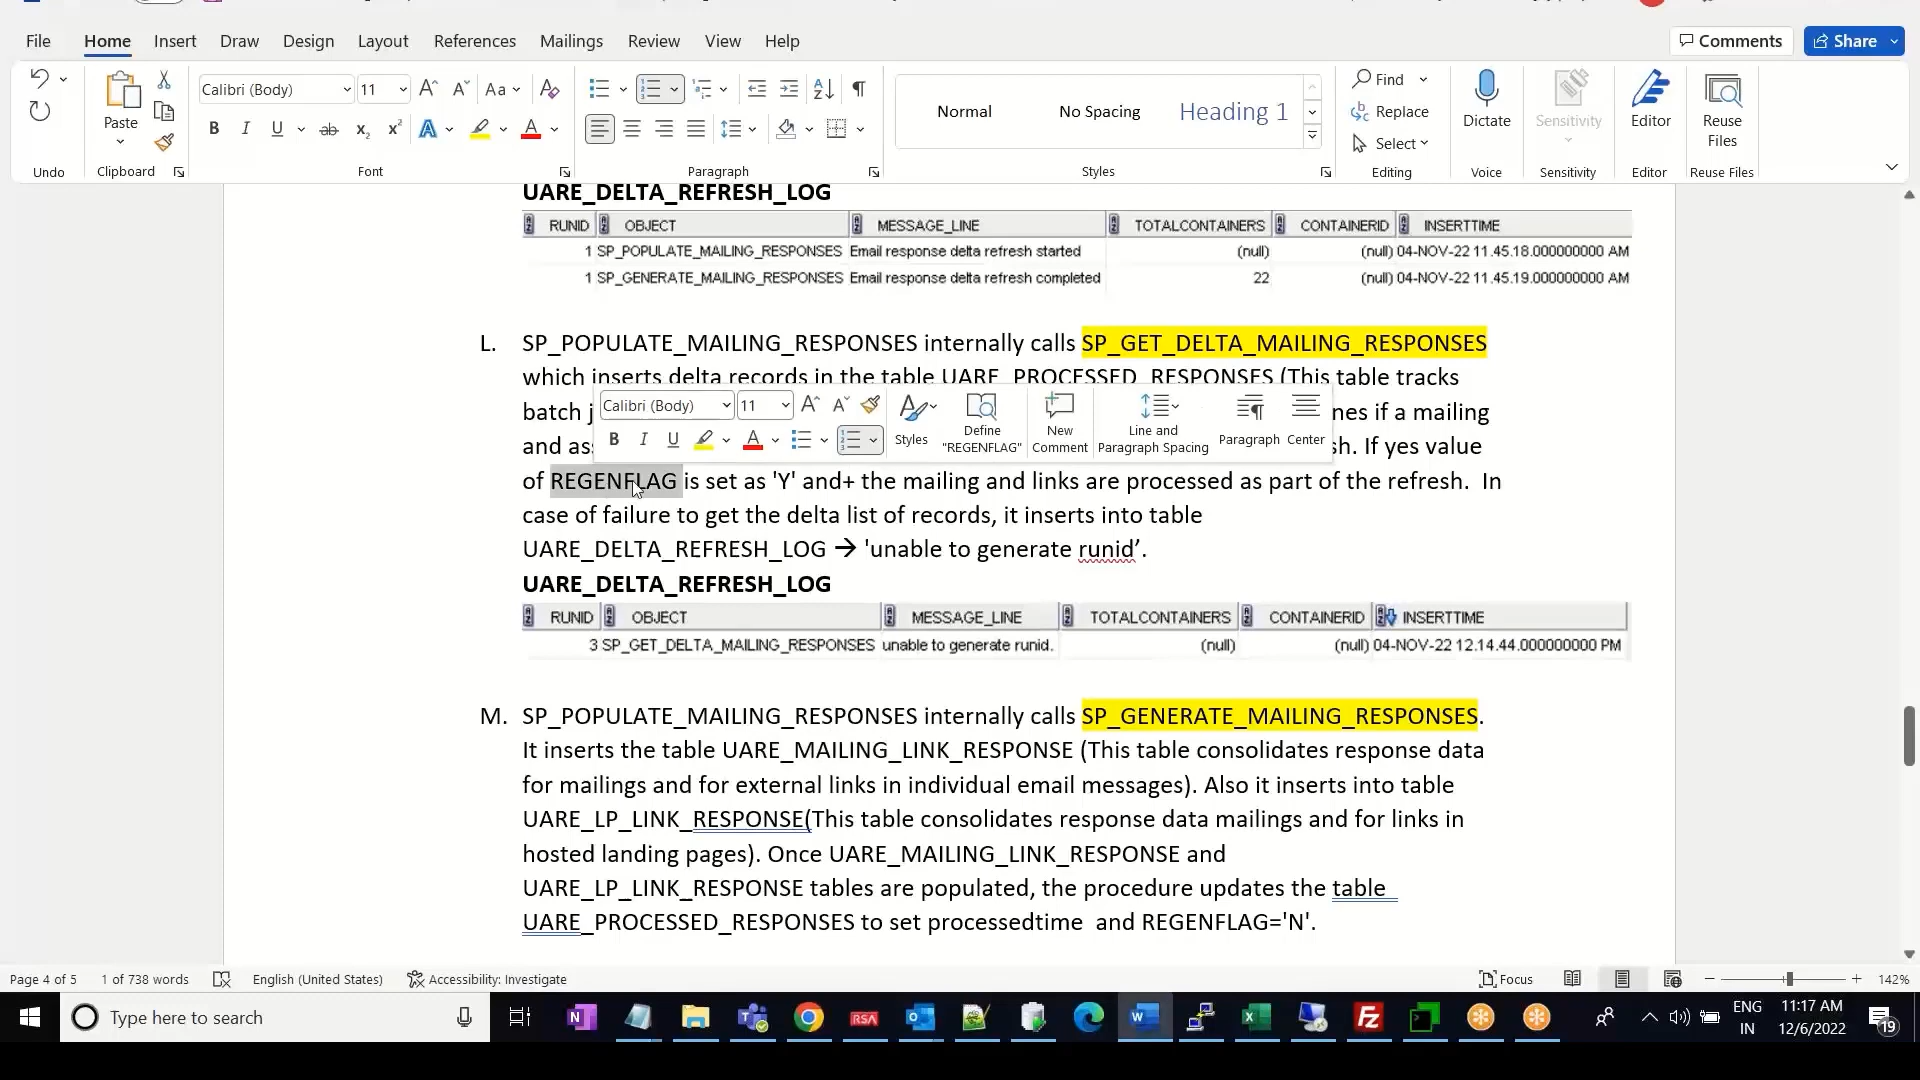 File Home Insert Draw Design Layout References Mailings Review View Help Comments Share
Calibri (Body) 11 Aa
Paste
Normal No Spacing Heading 1
Find
Replace
Select
Dictate Sensitivity Editor Reuse Files
Undo Clipboard Font Paragraph Styles Editing Voice Sensitivity Editor Reuse Files
UARE_DELTA_REFRESH_LOG
RUNID OBJECT MESSAGE_LINE TOTALCONTAINERS CONTAINERID INSERTTIME
1 SP_POPULATE_MAILING_RESPONSES Email response delta refresh started (null) (null) 04-NOV-22 11.45.18.000000000 AM
1 SP_GENERATE_MAILING_RESPONSES Email response delta refresh completed 22 (null) 04-NOV-22 11.45.19.000000000 AM
L. SP_POPULATE_MAILING_RESPONSES internally calls SP_GET_DELTA_MAILING_RESPONSES
which inserts delta records in the table UARE_PROCESSED_RESPONSES (This table tracks
batch nes if a mailing
Calibri (Body) 11
Styles Define "REGENFLAG" New Comment Line and Paragraph Spacing Paragraph Center
and as sh. If yes value
of REGENFLAG is set as 'Y' and+ the mailing and links are processed as part of the refresh. In
case of failure to get the delta list of records, it inserts into table
UARE_DELTA_REFRESH_LOG → 'unable to generate runid’.
UARE_DELTA_REFRESH_LOG
RUNID OBJECT MESSAGE_LINE TOTALCONTAINERS CONTAINERID INSERTTIME
3 SP_GET_DELTA_MAILING_RESPONSES unable to generate runid. (null) (null) 04-NOV-22 12.14.44.000000000 PM
M. SP_POPULATE_MAILING_RESPONSES internally calls SP_GENERATE_MAILING_RESPONSES.
It inserts the table UARE_MAILING_LINK_RESPONSE (This table consolidates response data
for mailings and for external links in individual email messages). Also it inserts into table
UARE_LP_LINK_RESPONSE(This table consolidates response data mailings and for links in
hosted landing pages). Once UARE_MAILING_LINK_RESPONSE and
UARE_LP_LINK_RESPONSE tables are populated, the procedure updates the table
UARE_PROCESSED_RESPONSES to set processedtime and REGENFLAG='N'.
Page 4 of 5 1 of 738 words English (United States) Accessibility: Investigate Focus 142%
Type here to search RSA ENG IN 11:17 AM 12/6/2022 19